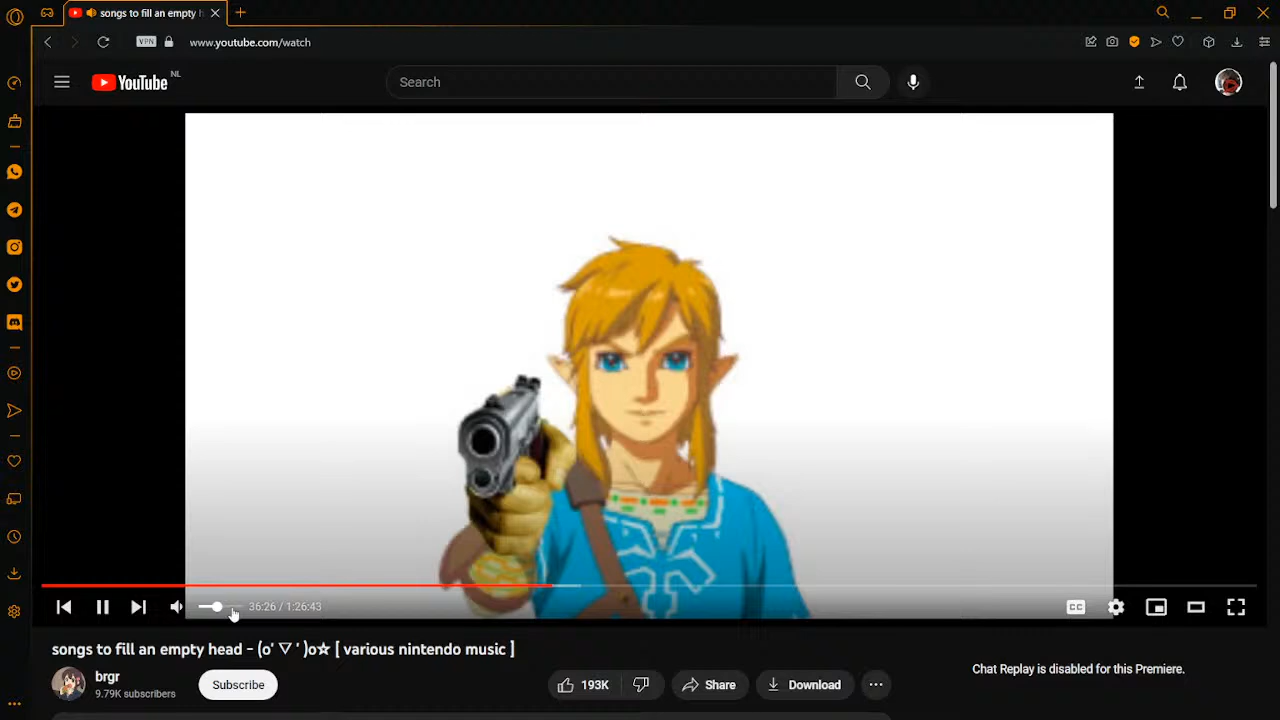 songs to fill an empty h
VPN
www.youtube.com/watch
YouTube NL
Search
36:26 / 1:26:43
CC
songs to fill an empty head - (o' ▽ ' )o☆ [ various nintendo music ]
brgr
9.79K subscribers
Subscribe
193K
Share
Download
Chat Replay is disabled for this Premiere.